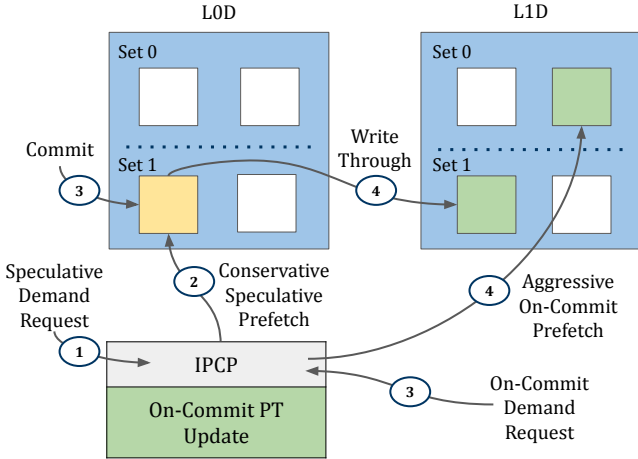 L0D
L1D
Set 0
Set 0
Commit
Write
Through
Set 1
Set 1
3
4
Speculative
Demand
Request
2
Conservative
Speculative
Prefetch
4
Aggressive
On-Commit
Prefetch
1
IPCP
3
On-Commit
Demand
Request
On-Commit PT
Update